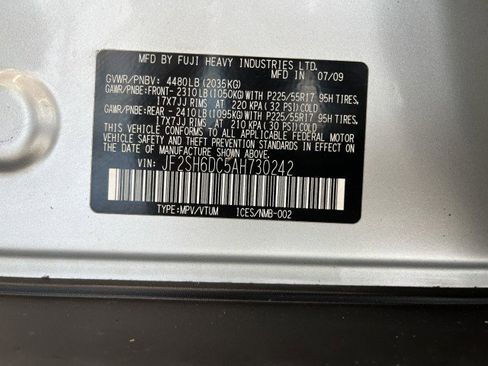 MFD BY FUJI HEAVY INDUSTRIES LTD.
MFD IN 07/09
GVWR/PNBV: 4480LB (2035KG)
GAWR/PNBE:FRONT- 2310LB(1050KG)WITH P225/55R17 95H TIRES,
17X7JJ RIMS AT 220 KPA(32 PSI)COLD
GAWR/PNBE:REAR - 2410LB(1095KG)WITH P225/55R17 95H TIRES,
17X7JJ RIMS AT 210 KPA(30 PSI)COLD
THIS VEHICLE CONFORMS TO ALL APPLICABLE FEDERAL MOTOR
VEHICLE SAFETY AND THEFT PREVENTION STANDARDS IN EFFECT
ON THE DATE OF MANUFACTURE SHOWN ABOVE.
VIN: JF2SH6DC5AH730242
TYPE:MPV/VTUM ICES/NMB-002